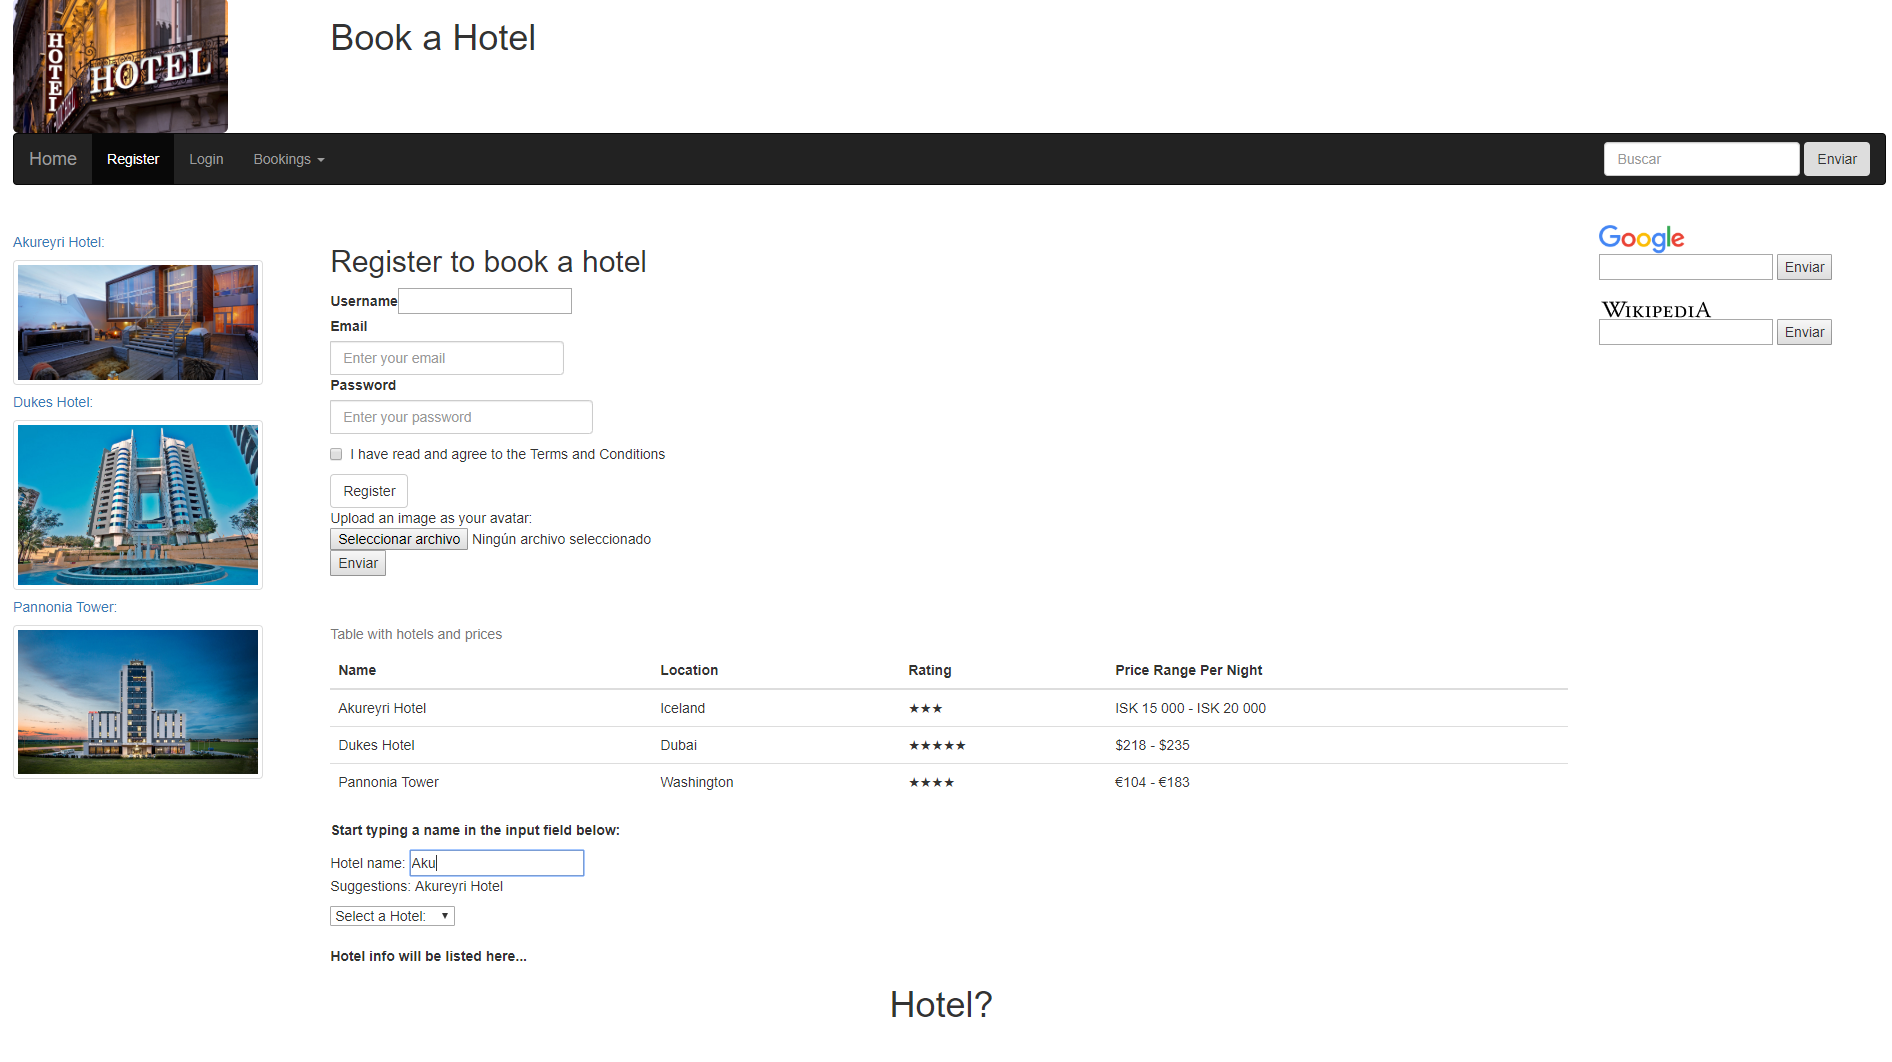 HOTEL
HOTEL
Book a Hotel
Home Register Login Bookings Buscar Enviar
Akureyri Hotel:
Dukes Hotel:
Pannonia Tower:
Register to book a hotel
Username
Email
Enter your email
Password
Enter your password
I have read and agree to the Terms and Conditions
Register
Upload an image as your avatar:
Seleccionar archivo Ningún archivo seleccionado
Enviar
Table with hotels and prices
Name Location Rating Price Range Per Night
Akureyri Hotel Iceland ★★★ ISK 15 000 - ISK 20 000
Dukes Hotel Dubai ★★★★★ $218 - $235
Pannonia Tower Washington ★★★★ €104 - €183
Start typing a name in the input field below:
Hotel name: Aku
Suggestions: Akureyri Hotel
Select a Hotel:
Hotel info will be listed here...
Hotel?
Google
Enviar
WIKIPEDIA
Enviar